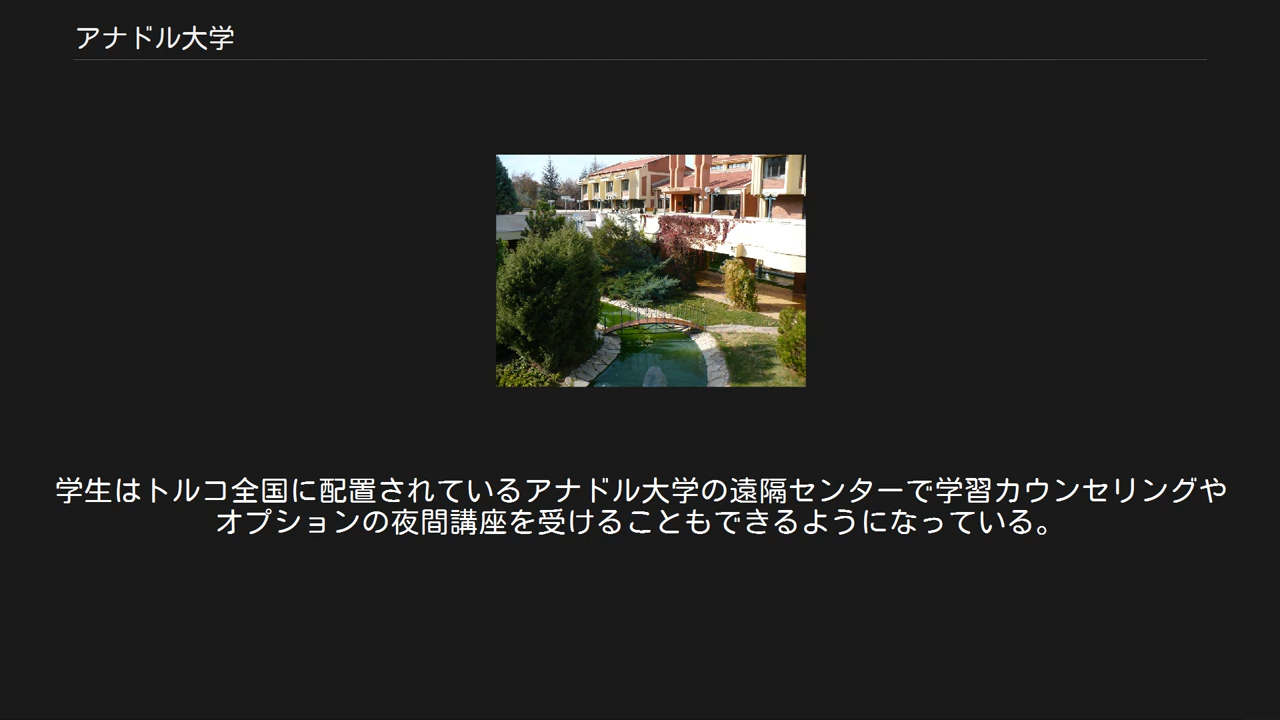 アナドル大学
学生はトルコ全国に配置されているアナドル大学の遠隔センターで学習カウンセリングや
オプションの夜間講座を受けることもできるようになっている。